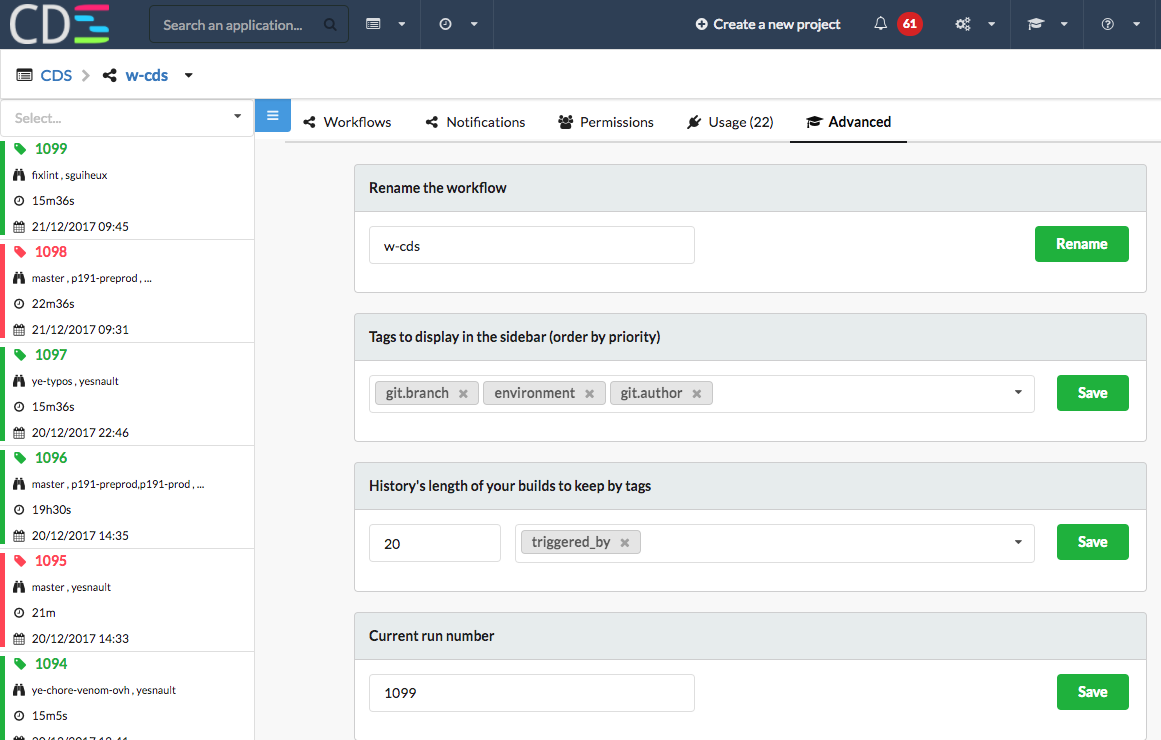 CDE
Search an application...
Create a new project
61
CDS
w-cds
Select...
Workflows
Notifications
Permissions
Usage (22)
Advanced
1099
fixlint , sguiheux
15m36s
21/12/2017 09:45
1098
master , p191-preprod , ...
22m36s
21/12/2017 09:31
1097
ye-typos , yesnault
15m36s
20/12/2017 22:46
1096
master , p191-preprod,p191-prod , ...
19h30s
20/12/2017 14:35
1095
master , yesnault
21m
20/12/2017 14:33
1094
ye-chore-venom-ovh , yesnault
15m5s
Rename the workflow
w-cds
Rename
Tags to display in the sidebar (order by priority)
git.branch
environment
git.author
Save
History's length of your builds to keep by tags
20
triggered_by
Save
Current run number
1099
Save